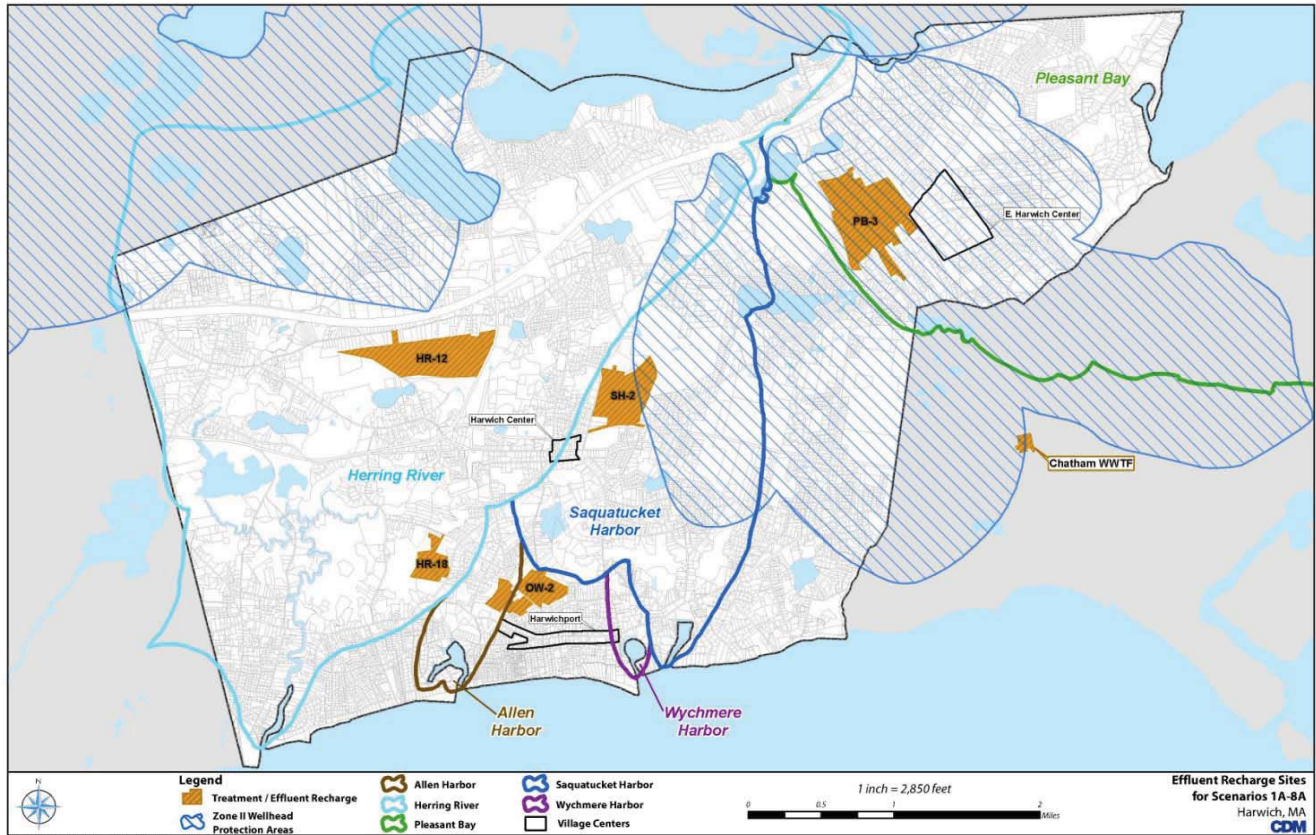 Pleasant Bay
PB-3
E. Harwich Center
HR-12
SH-2
Harwich Center
Chatham WWTF
Herring River
Saquatucket
Harbor
HR-18
OW-2
Harwichport
Allen
Harbor
Wychmere
Harbor
N
Legend
Treatment / Effluent Recharge
Zone II Wellhead
Protection Areas
Allen Harbor
Herring River
Pleasant Bay
Saquatucket Harbor
Wychmere Harbor
Village Centers
1 inch = 2,850 feet
0 0.5 1 2
Miles
Effluent Recharge Sites
for Scenarios 1A-8A
Harwich, MA
CDM